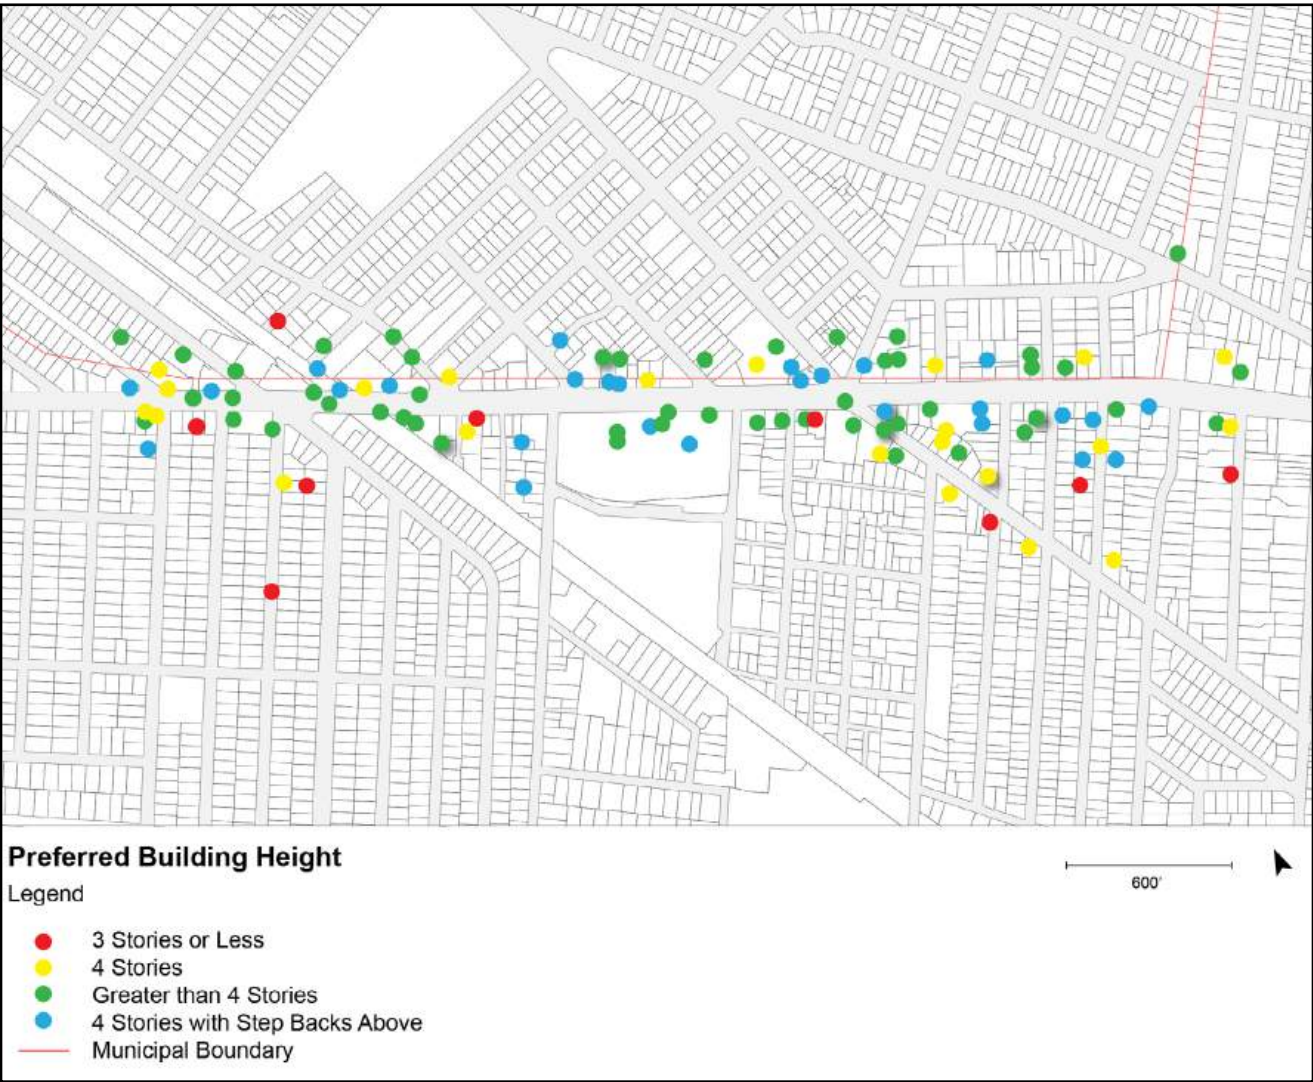 Preferred Building Height
Legend
600'
3 Stories or Less
4 Stories
Greater than 4 Stories
4 Stories with Step Backs Above
Municipal Boundary